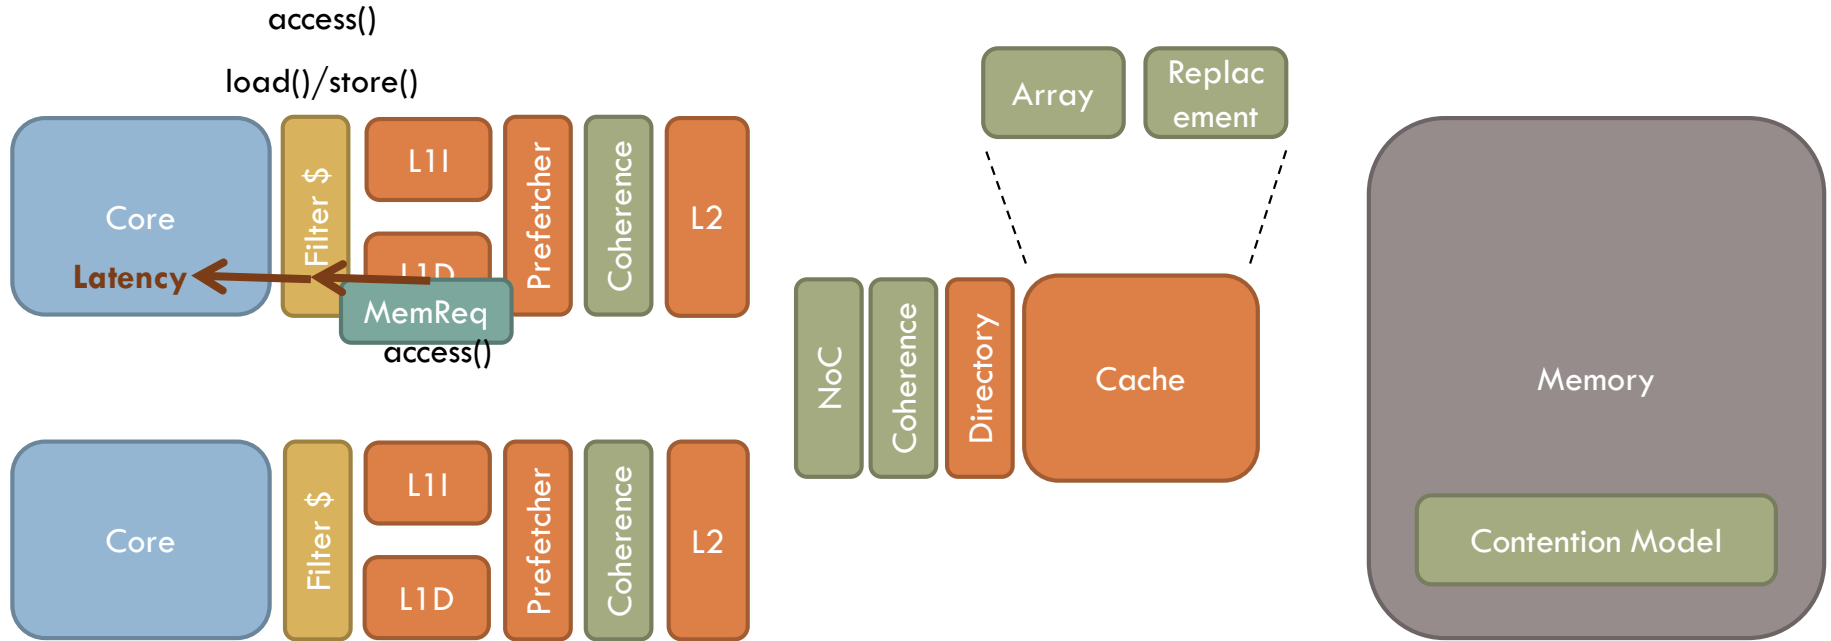 access()
load()/store()
Core
Latency
Filter $
L1I
L1D
MemReq
access()
Prefetcher
Coherence
L2
Core
Filter $
L1I
L1D
Prefetcher
Coherence
L2
Array
Replac
ement
NoC
Coherence
Directory
Cache
Memory
Contention Model